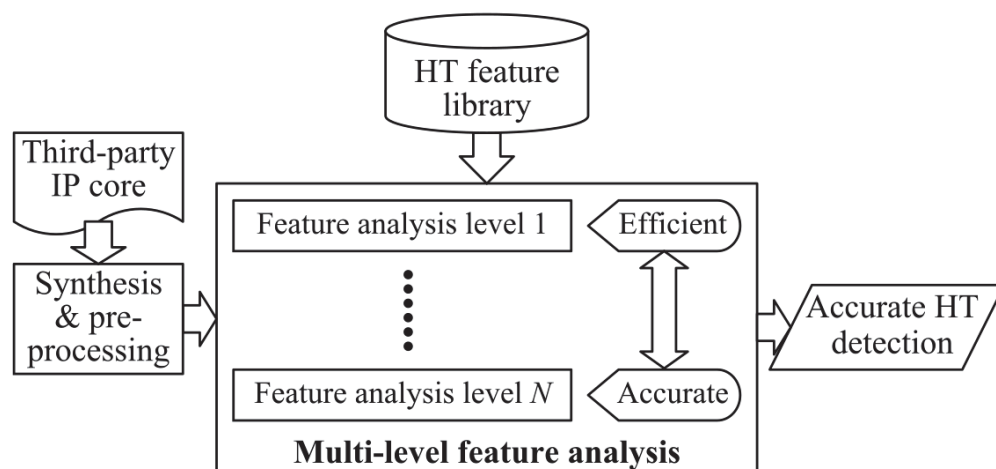 HT feature
library
Third-party
IP core
Synthesis
& pre-
processing
Feature analysis level 1
Efficient
Feature analysis level N
Accurate
Multi-level feature analysis
Accurate HT
detection